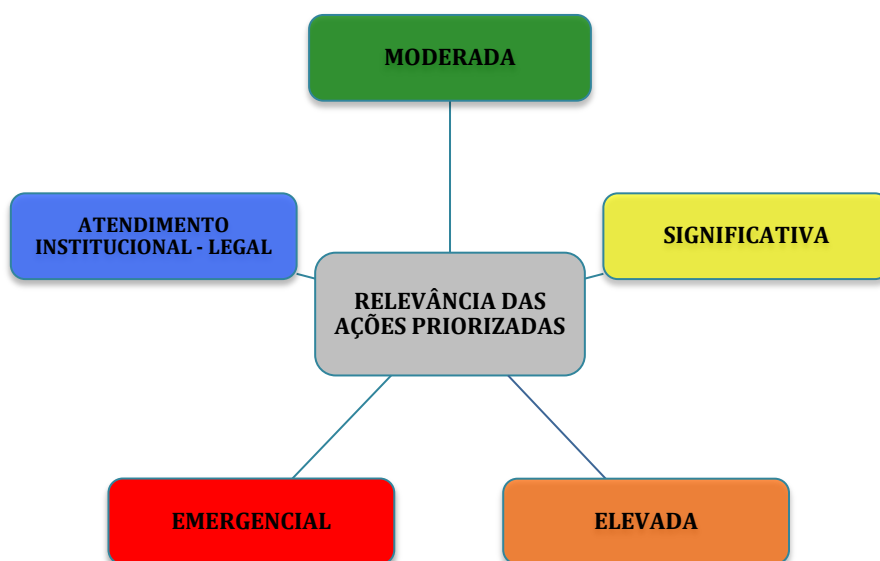 MODERADA
ATENDIMENTO
INSTITUCIONAL - LEGAL
SIGNIFICATIVA
RELEVÂNCIA DAS
AÇÕES PRIORIZADAS
EMERGENCIAL
ELEVADA